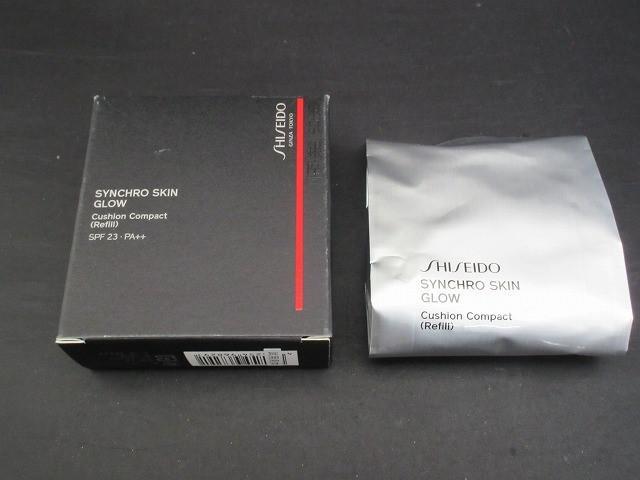 SHISEIDO
GINZA TOKYO
SYNCHRO SKIN
GLOW
Cushion Compact
(Refill)
SPF 23 · PA++
SHISEIDO
SYNCHRO SKIN
GLOW
Cushion Compact
(Refill)